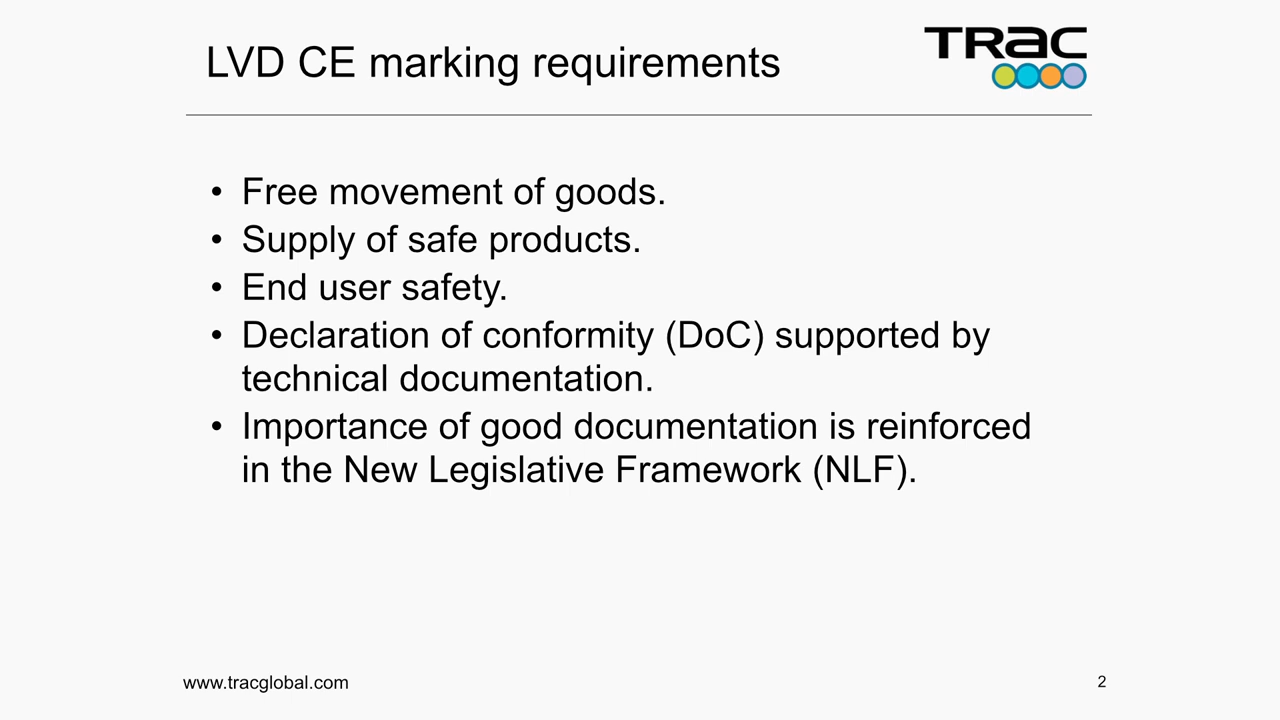 LVD CE marking requirements
TRAC
• Free movement of goods.
• Supply of safe products.
• End user safety.
• Declaration of conformity (DoC) supported by
technical documentation.
• Importance of good documentation is reinforced
in the New Legislative Framework (NLF).
www.tracglobal.com
2